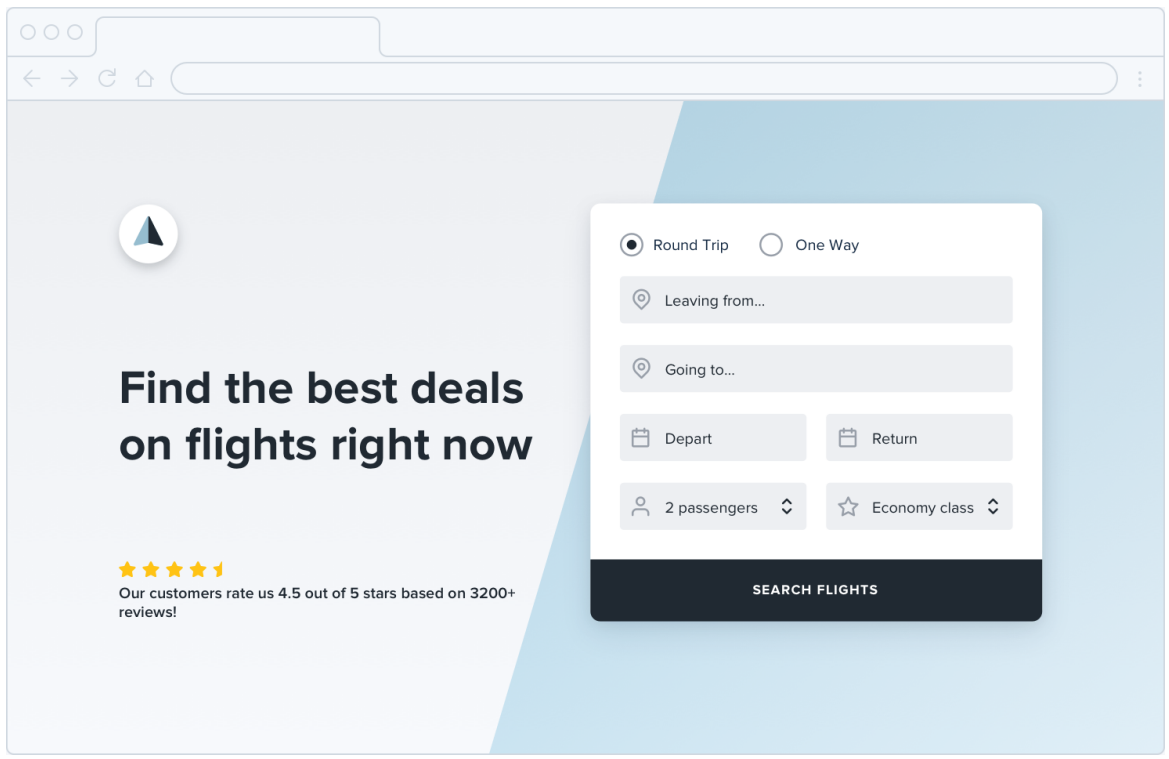 Find the best deals
on flights right now
Our customers rate us 4.5 out of 5 stars based on 3200+
reviews!
Round Trip
One Way
Leaving from...
Going to...
Depart
Return
2 passengers
Economy class
SEARCH FLIGHTS